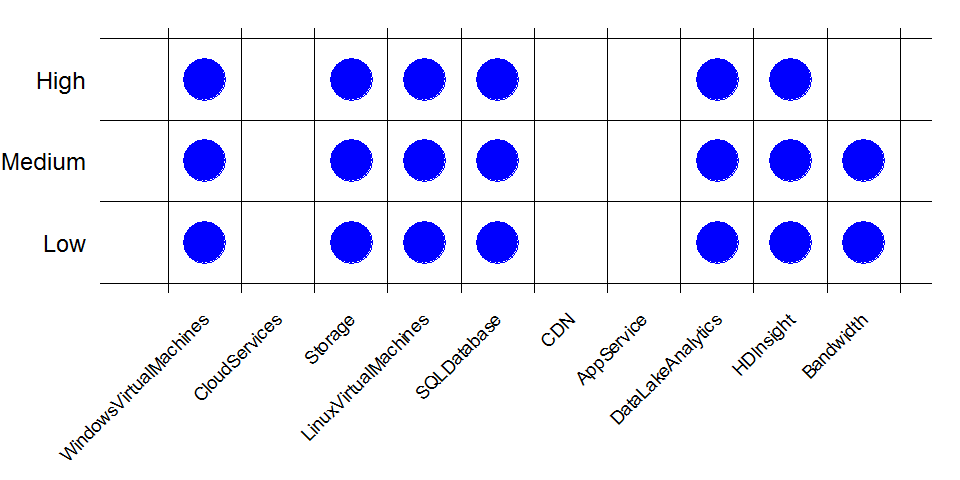 High
Medium
Low
WindowsVirtualMachines
CloudServices
Storage
LinuxVirtualMachines
SQLDatabase
CDN
AppService
DataLakeAnalytics
HDInsight
Bandwidth